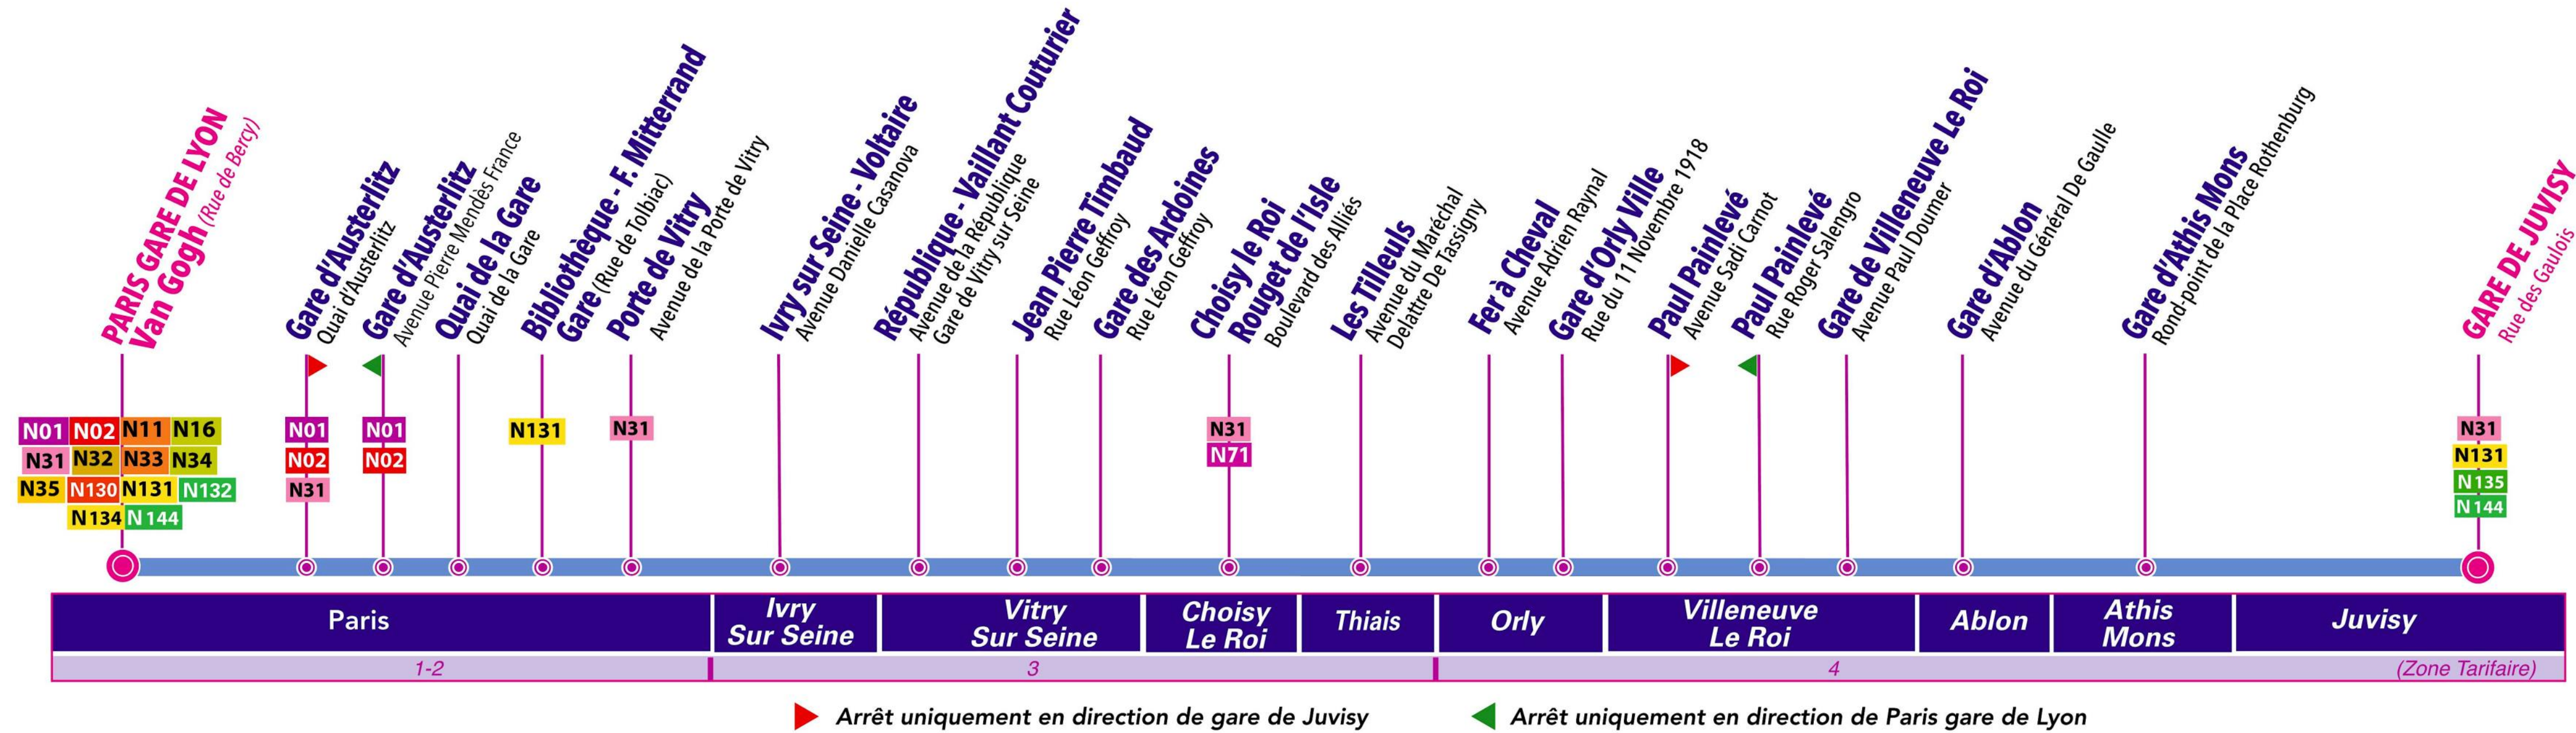 PARIS GARE DE LYON
Van Gogh (Rue de Bercy)
Gare d'Austerlitz
Quai d'Austerlitz
Gare d'Austerlitz
Avenue Pierre Mendès France
Quai de la Gare
Quai de la Gare
Bibliothèque - F. Mitterrand
Gare (Rue de Tolbiac)
Porte de Vitry
Avenue de la Porte de Vitry
Ivry sur Seine - Voltaire
Avenue Danielle Casanova
République - Vaillant Couturier
Avenue de la République
Gare de Vitry sur Seine
Jean Pierre Timbaud
Rue Léon Geffroy
Gare des Ardoines
Rue Léon Geffroy
Choisy le Roi
Rouget de l'Isle
Boulevard des Alliés
Les Tilleuls
Avenue du Maréchal
Delattre De Tassigny
Fer à Cheval
Avenue Adrien Raynal
Gare d'Orly Ville
Rue du 11 Novembre 1918
Paul Painlevé
Avenue Sadi Carnot
Paul Painlevé
Rue Roger Salengro
Gare de Villeneuve Le Roi
Avenue Paul Doumer
Gare d'Ablon
Avenue du Général De Gaulle
Gare d'Athis Mons
Rond-point de la Place Rothenburg
GARE DE JUVISY
Rue des Gaulois
N01 N02 N11 N16
N31 N32 N33 N34
N35 N130 N131 N132
N134 N144
N01
N02
N31
N01
N02
N131
N31
N31
N71
N31
N131
N135
N144
Paris
Ivry
Sur Seine
Vitry
Sur Seine
Choisy
Le Roi
Thiais
Orly
Villeneuve
Le Roi
Ablon
Athis
Mons
Juvisy
1-2
3
4
(Zone Tarifaire)
Arrêt uniquement en direction de gare de Juvisy
Arrêt uniquement en direction de Paris gare de Lyon